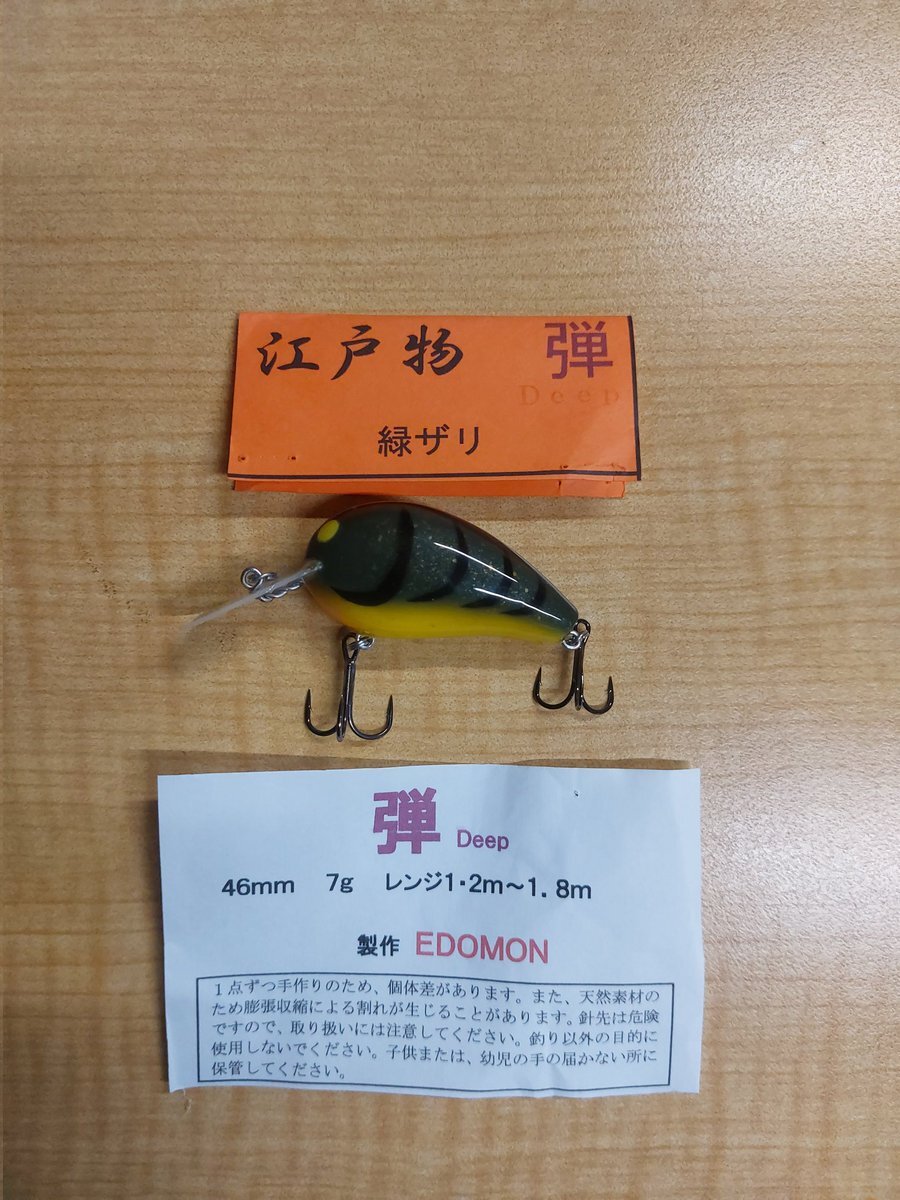 江戸物 弾
Deep
緑ザリ
弾 Deep
46mm 7g レンジ1・2m～1.8m
製作 EDOMON
１点ずつ手作りのため、個体差があります。また、天然素材の
ため膨張収縮による割れが生じることがあります。針先は危険
ですので、取り扱いには注意してください。釣り以外の目的に
使用しないでください。子供または、幼児の手の届かない所に
保管してください。